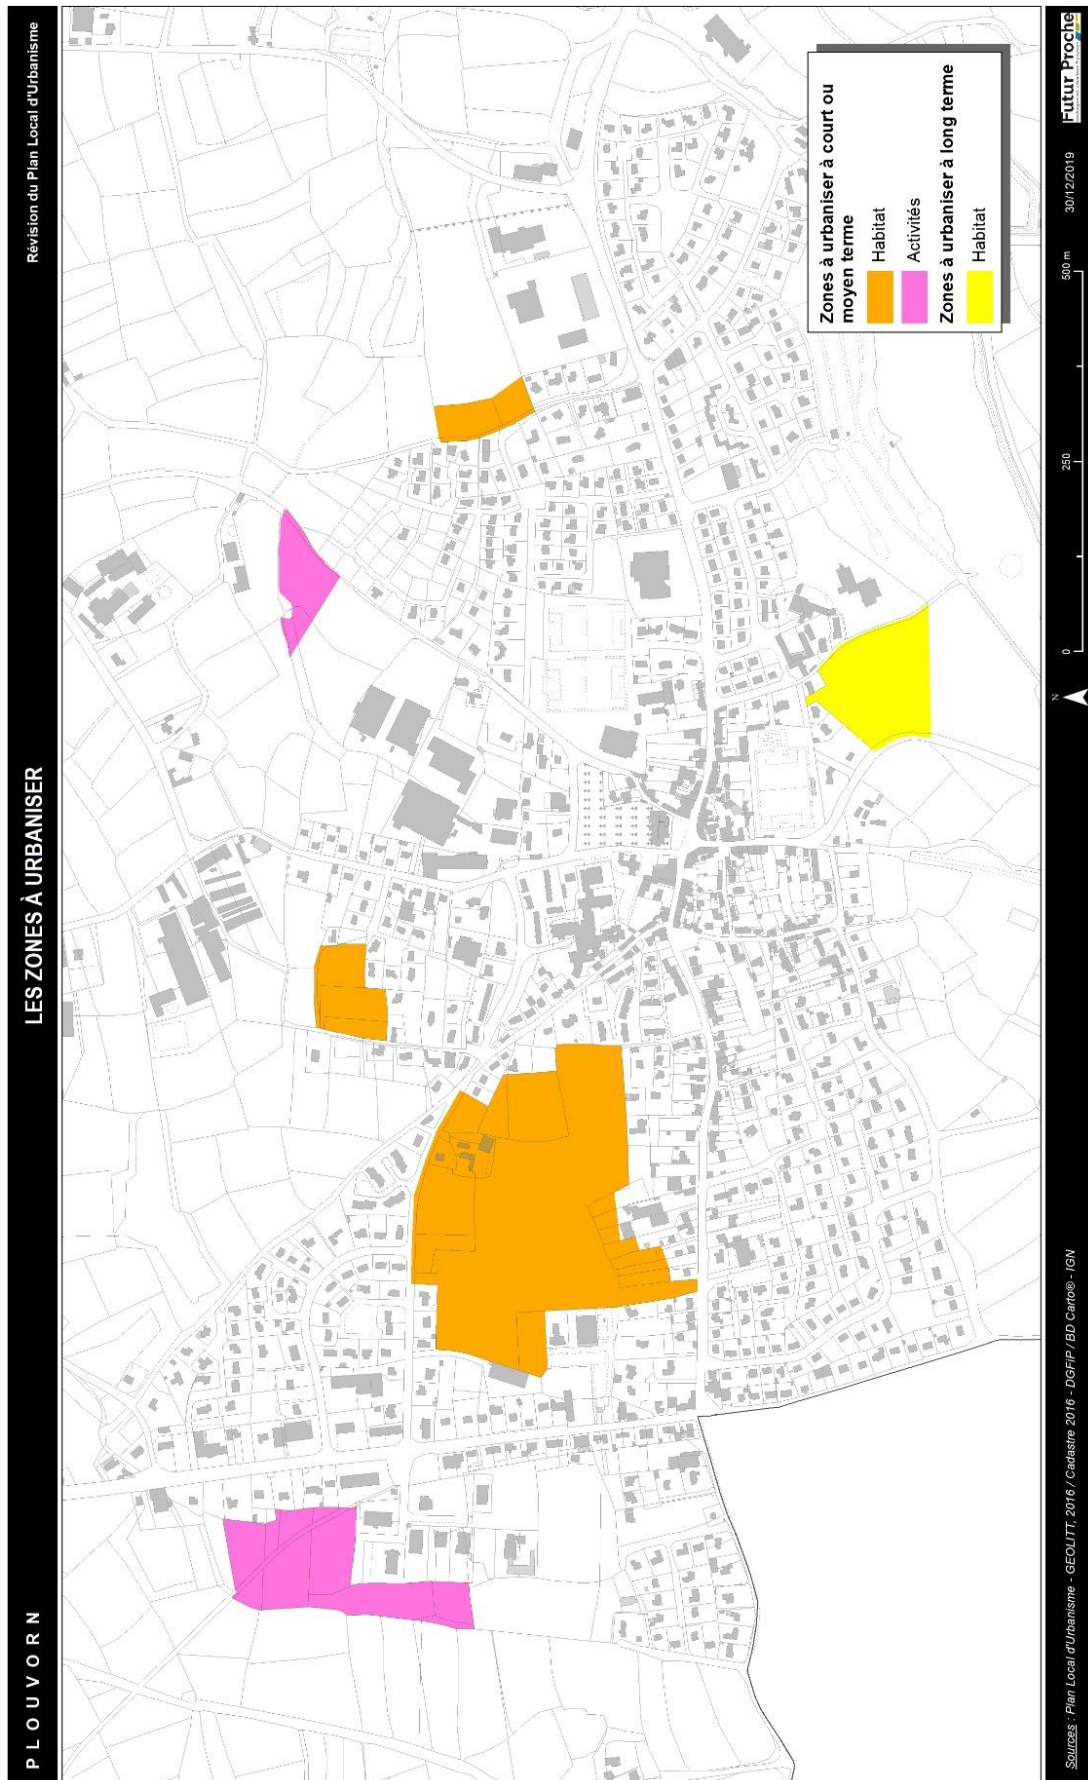 PLOUVORN
LES ZONES À URBANISER
Révision du Plan Local d'Urbanisme
Zones à urbaniser à court ou
moyen terme
Habitat
Activités
Zones à urbaniser à long terme
Habitat
Sources : Plan Local d'Urbanisme - GEOLITT, 2016 / Cadastre 2016 - DGFiP / BD Carto® - IGN
N
0
250
500 m
30/12/2019
Futur Proche